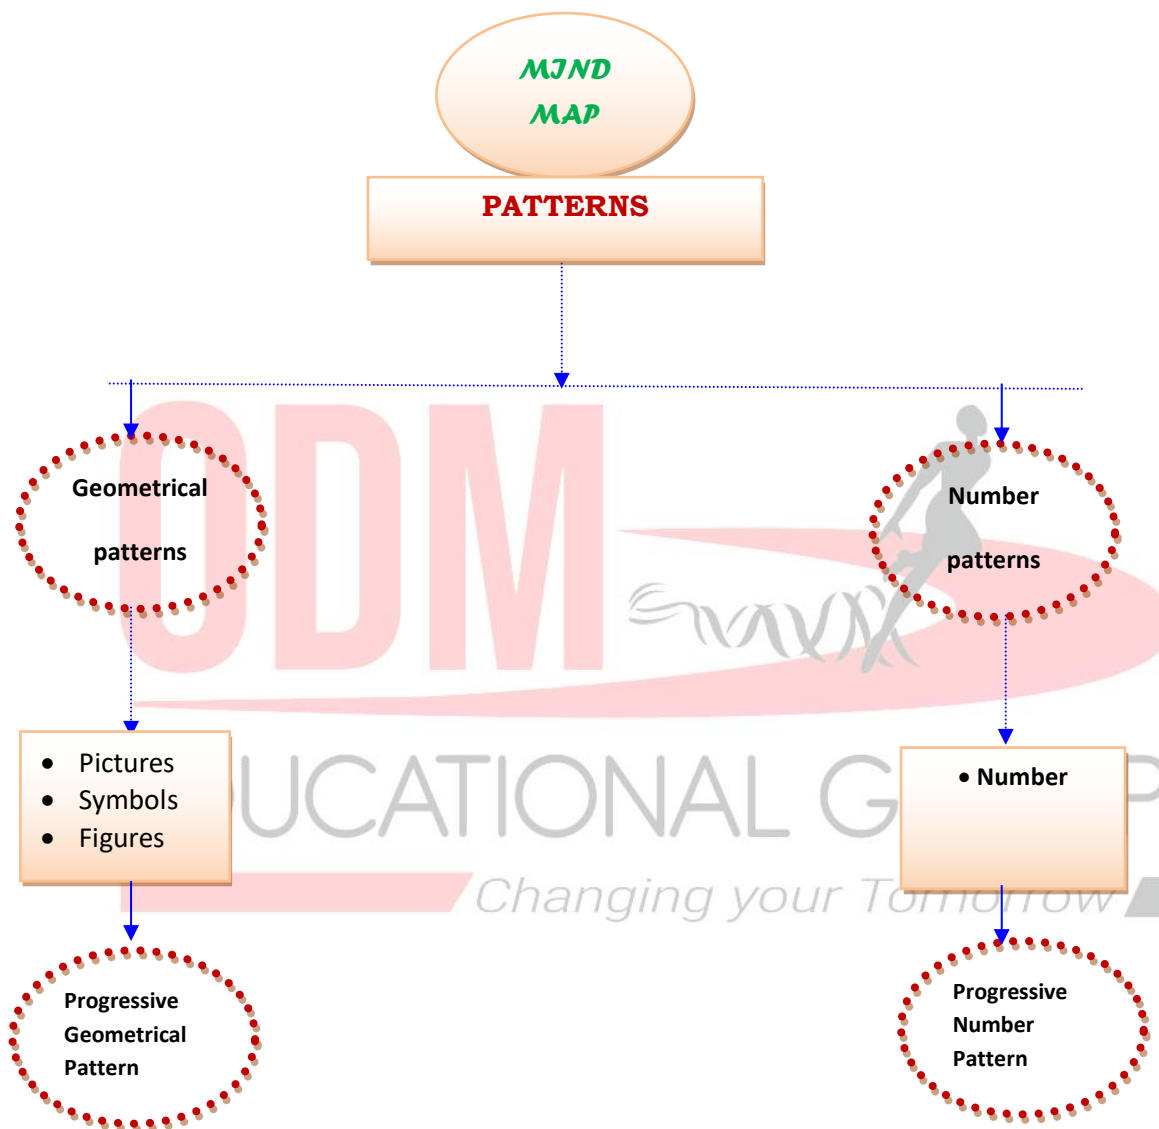 MIND
MAP
PATTERNS
Geometrical
patterns
Number
patterns
ODM
• Pictures
• Symbols
• Figures
• Number
EDUCATIONAL G P
Changing your Tomorrow
Progressive
Geometrical
Pattern
Progressive
Number
Pattern